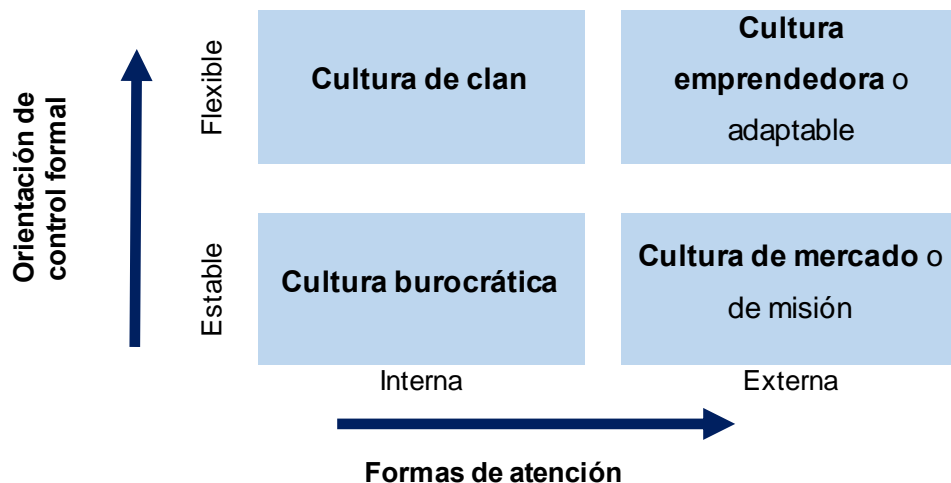 Orientación de
control formal
Flexible
Estable
Cultura de clan
Cultura
emprendedora o
adaptable
Cultura burocrática
Cultura de mercado o
de misión
Interna
Externa
Formas de atención